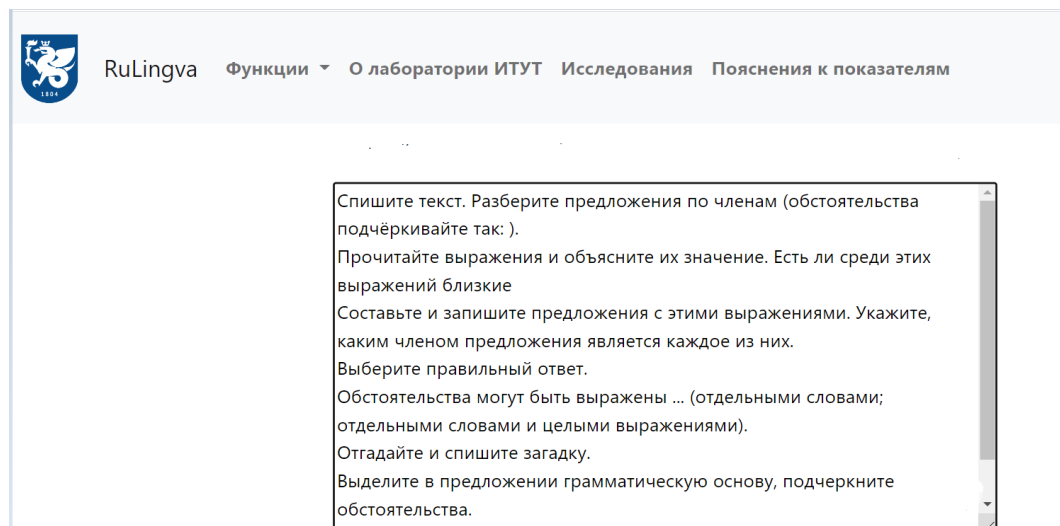 RuLingva Функции О лаборатории ИТУТ Исследования Пояснения к показателям
1804
Спишите текст. Разберите предложения по членам (обстоятельства
подчёркивайте так: ).
Прочитайте выражения и объясните их значение. Есть ли среди этих
выражений близкие
Составьте и запишите предложения с этими выражениями. Укажите,
каким членом предложения является каждое из них.
Выберите правильный ответ.
Обстоятельства могут быть выражены ... (отдельными словами;
отдельными словами и целыми выражениями).
Отгадайте и спишите загадку.
Выделите в предложении грамматическую основу, подчеркните
обстоятельства.